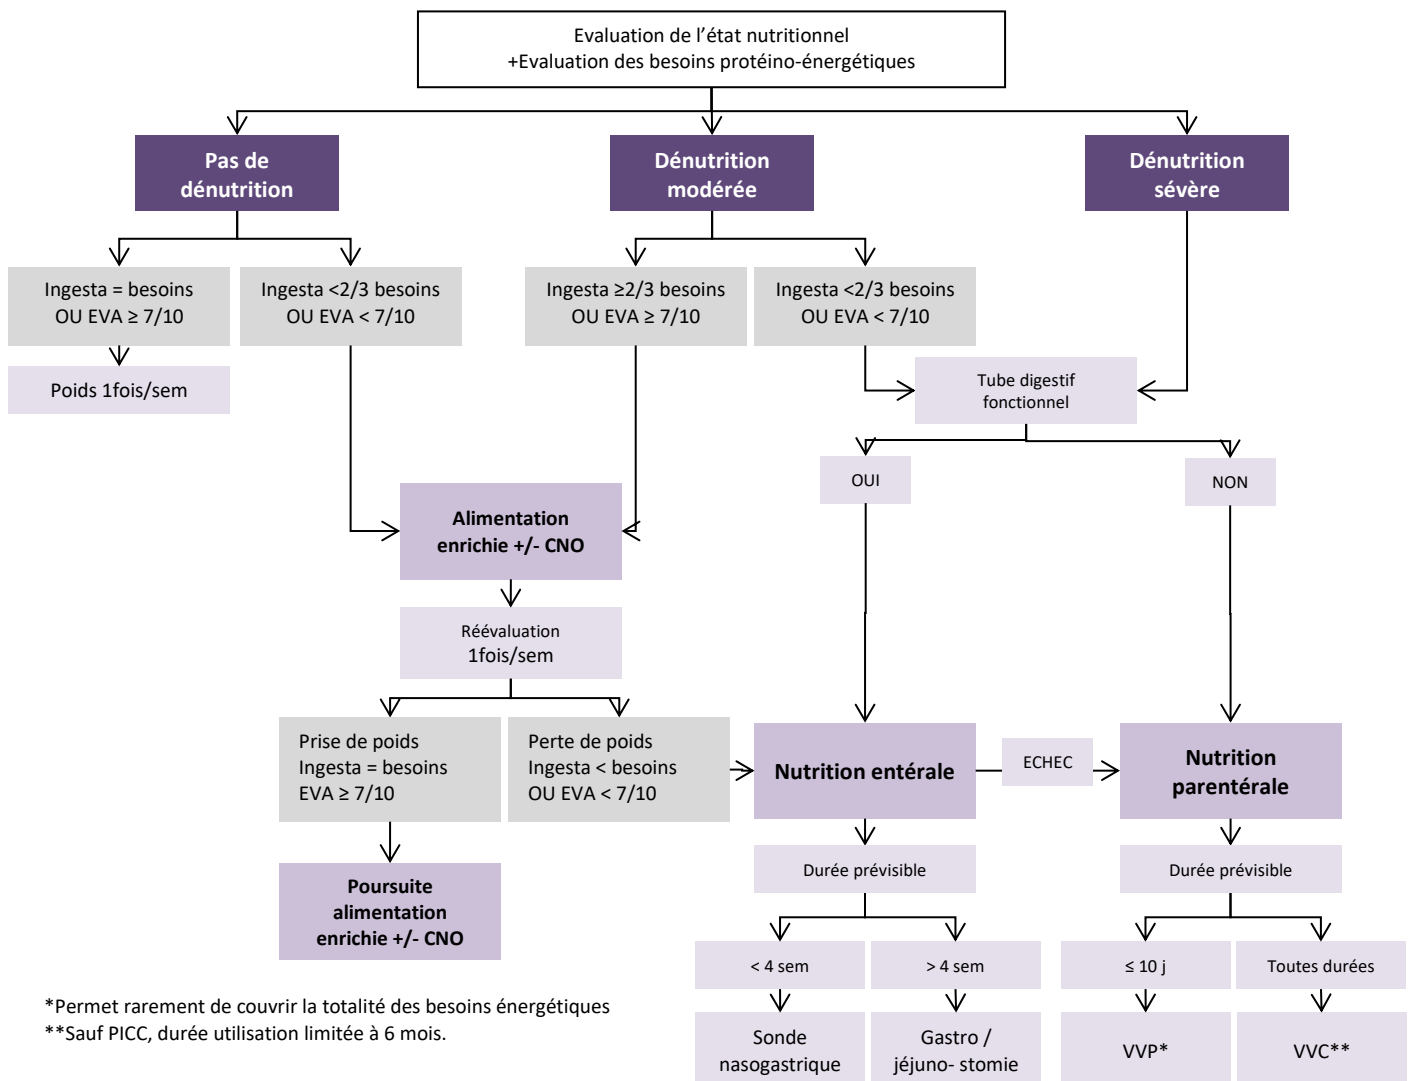 Evaluation de l'état nutritionnel
+Evaluation des besoins protéino-énergétiques
Pas de
dénutrition
Dénutrition
modérée
Dénutrition
sévère
Ingesta = besoins
OU EVA ≥ 7/10
Ingesta <2/3 besoins
OU EVA < 7/10
Ingesta ≥2/3 besoins
OU EVA ≥ 7/10
Ingesta <2/3 besoins
OU EVA < 7/10
Poids 1fois/sem
Tube digestif
fonctionnel
OUI
NON
Alimentation
enrichie +/- CNO
Réévaluation
1fois/sem
Prise de poids
Ingesta = besoins
EVA ≥ 7/10
Perte de poids
Ingesta < besoins
OU EVA < 7/10
Nutrition entérale
ECHEC
Nutrition
parentérale
Poursuite
alimentation
enrichie +/- CNO
Durée prévisible
Durée prévisible
< 4 sem
> 4 sem
≤ 10 j
Toutes durées
Sonde
nasogastrique
Gastro /
jéjuno- stomie
VVP*
VVC**
*Permet rarement de couvrir la totalité des besoins énergétiques
**Sauf PICC, durée utilisation limitée à 6 mois.